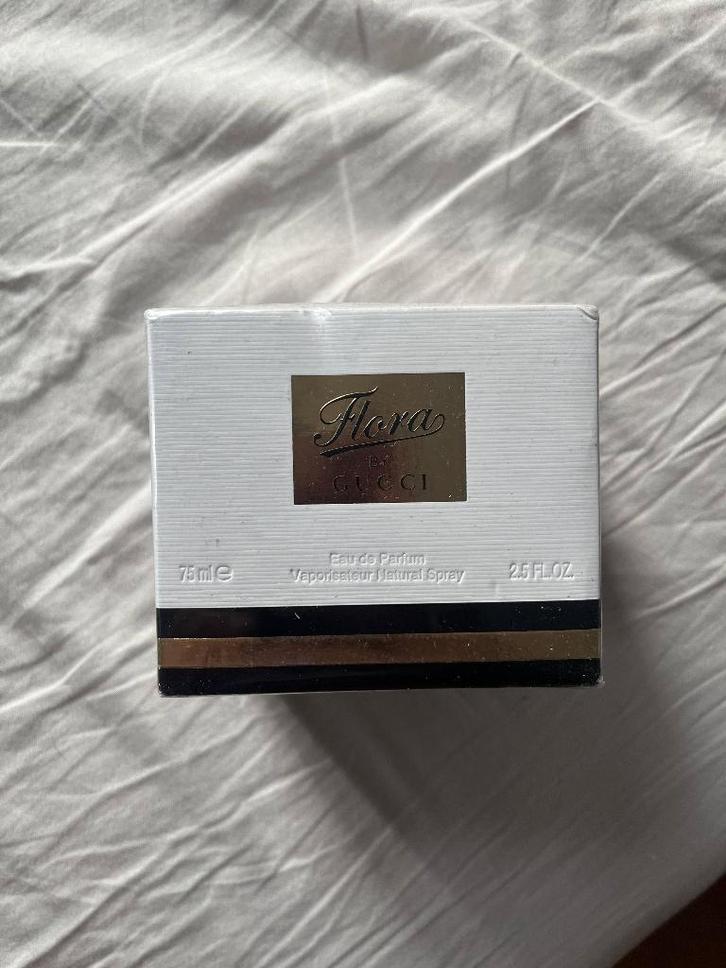 Flora
BY
GUCCI
Eau de Parfum
75 ml ℮ Vaporisateur Natural Spray 2.5 FL.OZ.